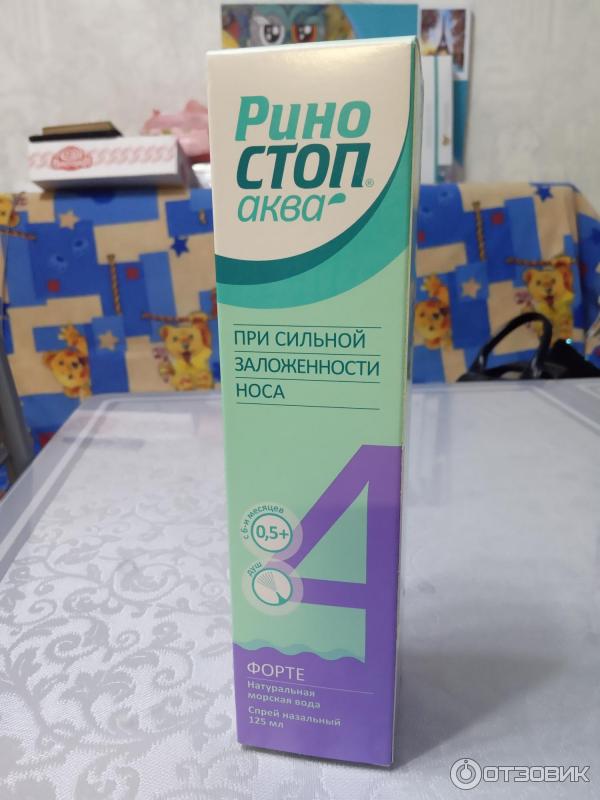 Рино
СТОП®
аква
ПРИ СИЛЬНОЙ
ЗАЛОЖЕННОСТИ
НОСА
4
с 6-и месяцев
0,5+
душ
ФОРТЕ
Натуральная
морская вода
Спрей назальный
125 мл
ОТЗОВИК